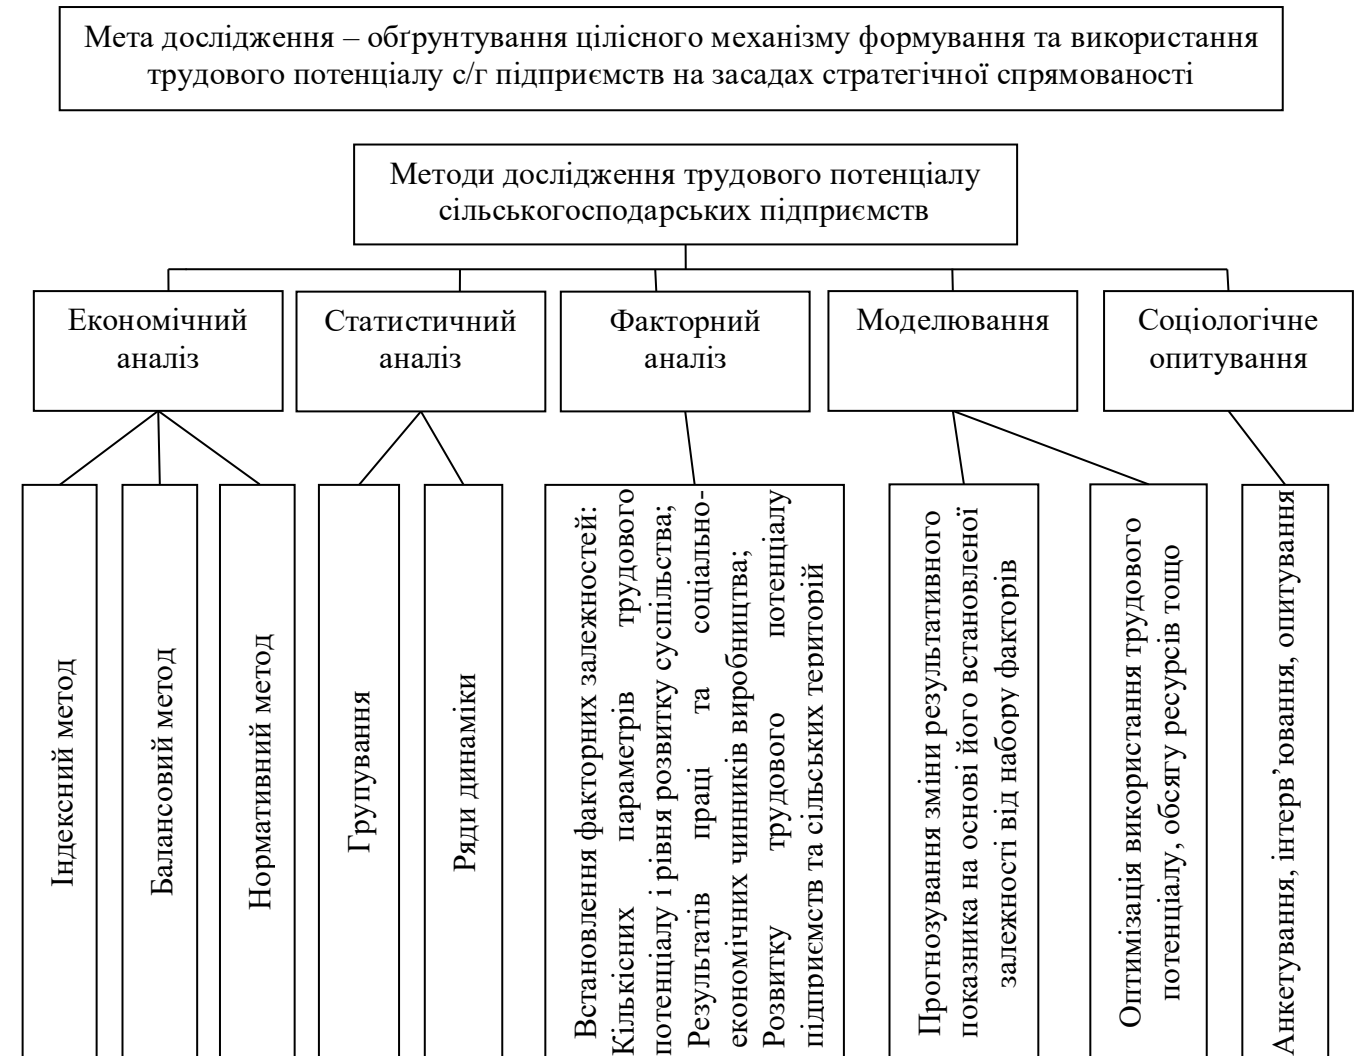 Мета дослідження – обґрунтування цілісного механізму формування та використання
трудового потенціалу с/г підприємств на засадах стратегічної спрямованості
Методи дослідження трудового потенціалу
сільськогосподарських підприємств
Економічний
аналіз
Статистичний
аналіз
Факторний
аналіз
Моделювання
Соціологічне
опитування
Індексний метод
Балансовий метод
Нормативний метод
Групування
Ряди динаміки
Встановлення факторних залежностей:
Кількісних параметрів трудового
потенціалу і рівня розвитку суспільства;
Результатів праці та соціально-
економічних чинників виробництва;
Розвитку трудового потенціалу
підприємств та сільських територій
Прогнозування зміни результативного
показника на основі його встановленої
залежності від набору факторів
Оптимізація використання трудового
потенціалу, обсягу ресурсів тощо
Анкетування, інтерв’ювання, опитування